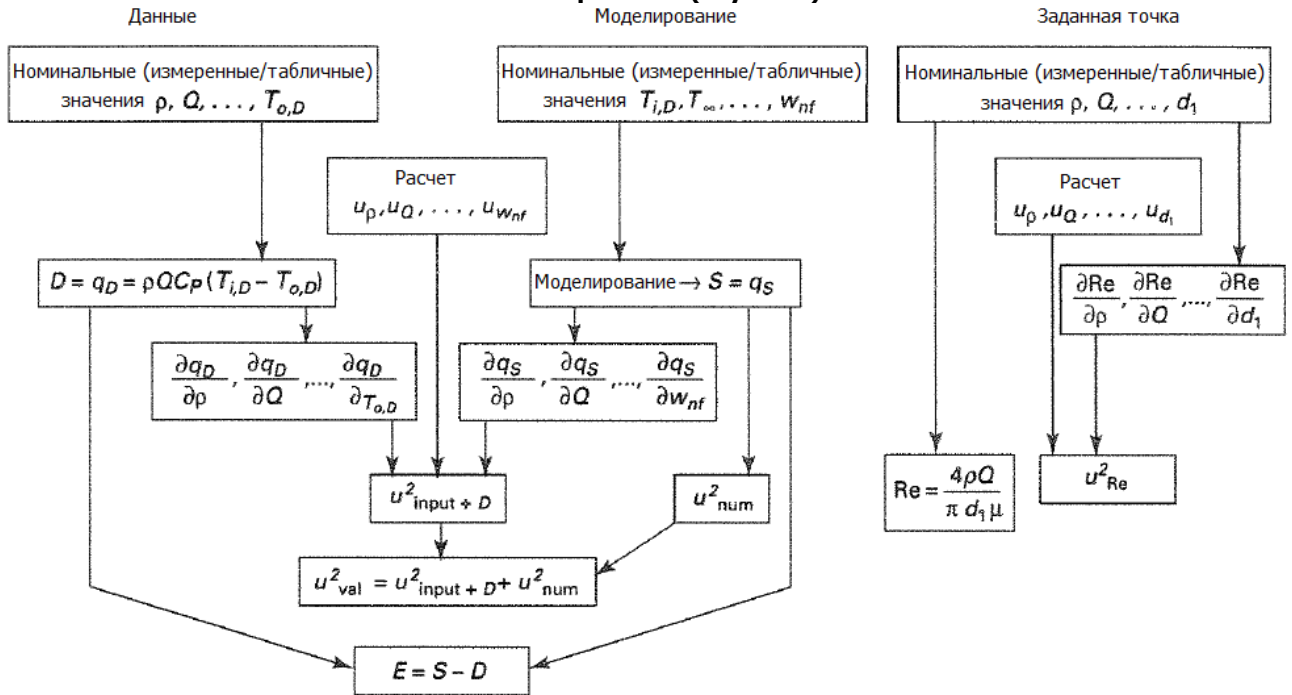 Данные
Моделирование
Заданная точка
Номинальные (измеренные/табличные)
значения ρ, Q, . . . , T_{o,D}
Номинальные (измеренные/табличные)
значения T_{i,D}, T_∞, . . . , w_{nf}
Номинальные (измеренные/табличные)
значения ρ, Q, . . . , d_1
Расчет
u_ρ, u_Q, . . . , u_{w_{nf}}
Расчет
u_ρ, u_Q, . . . , u_{d_1}
D = q_D = ρQC_P(T_{i,D} − T_{o,D})
Моделирование → S = q_S
∂Re/∂ρ, ∂Re/∂Q, ..., ∂Re/∂d_1
∂q_D/∂ρ, ∂q_D/∂Q, ..., ∂q_D/∂T_{o,D}
∂q_S/∂ρ, ∂q_S/∂Q, ..., ∂q_S/∂w_{nf}
u²_{input + D}
u²_{num}
Re = 4ρQ/π d_1 μ
u²_{Re}
u²_{val} = u²_{input + D} + u²_{num}
E = S − D